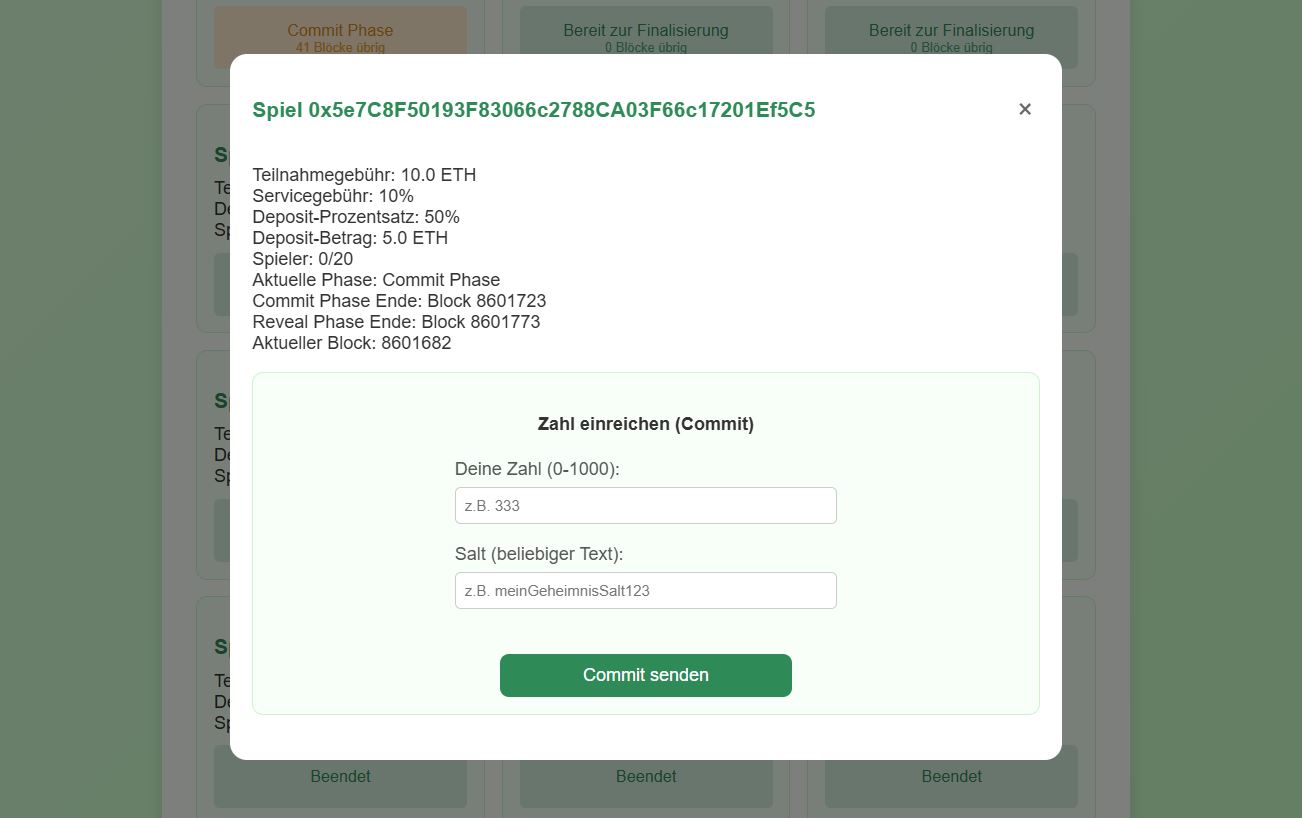 Commit Phase
41 Blöcke übrig
Bereit zur Finalisierung
0 Blöcke übrig
Bereit zur Finalisierung
0 Blöcke übrig
Spiel 0x5e7C8F50193F83066c2788CA03F66c17201Ef5C5
×
Teilnahmegebühr: 10.0 ETH
Servicegebühr: 10%
Deposit-Prozentsatz: 50%
Deposit-Betrag: 5.0 ETH
Spieler: 0/20
Aktuelle Phase: Commit Phase
Commit Phase Ende: Block 8601723
Reveal Phase Ende: Block 8601773
Aktueller Block: 8601682
Zahl einreichen (Commit)
Deine Zahl (0-1000):
z.B. 333
Salt (beliebiger Text):
z.B. meinGeheimnisSalt123
Commit senden
Beendet
Beendet
Beendet